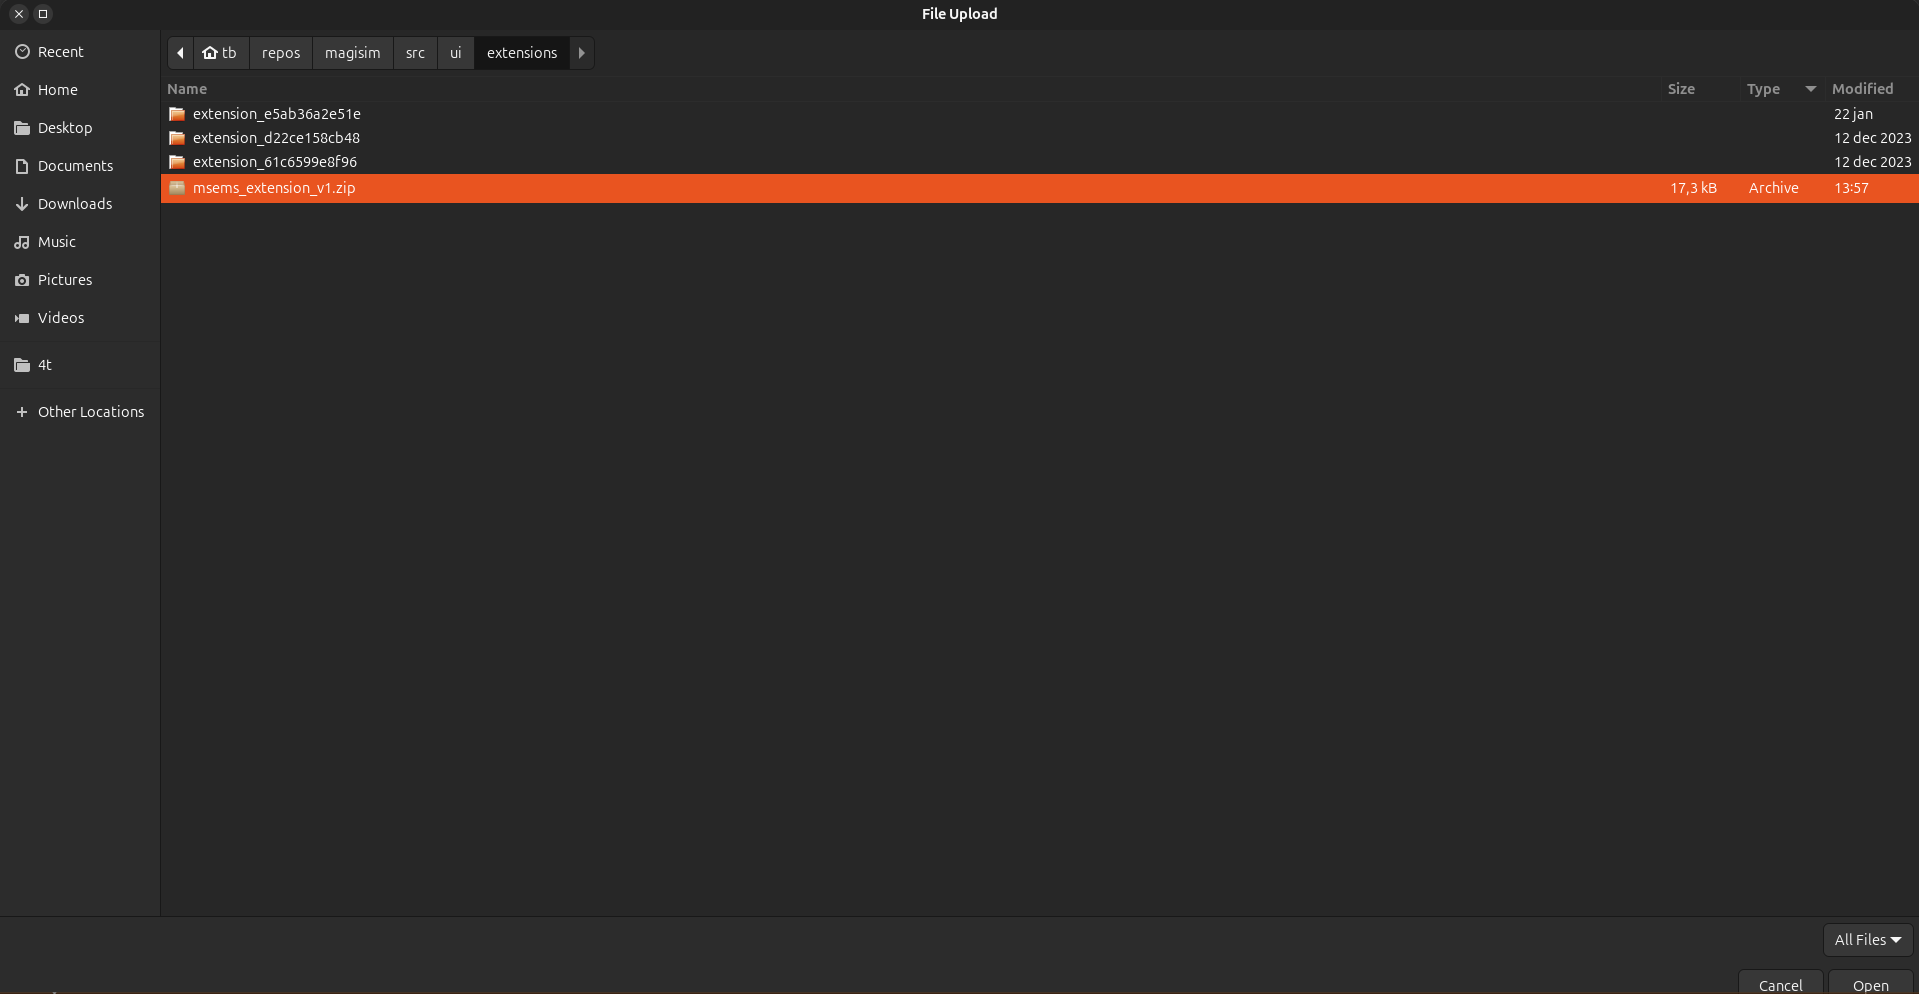 File Upload
Recent
Home
Desktop
Documents
Downloads
Music
Pictures
Videos
4t
Other Locations
tb repos magisim src ui extensions
Name Size Type Modified
extension_e5ab36a2e51e 22 jan
extension_d22ce158cb48 12 dec 2023
extension_61c6599e8f96 12 dec 2023
msems_extension_v1.zip 17,3 kB Archive 13:57
All Files
Cancel Open